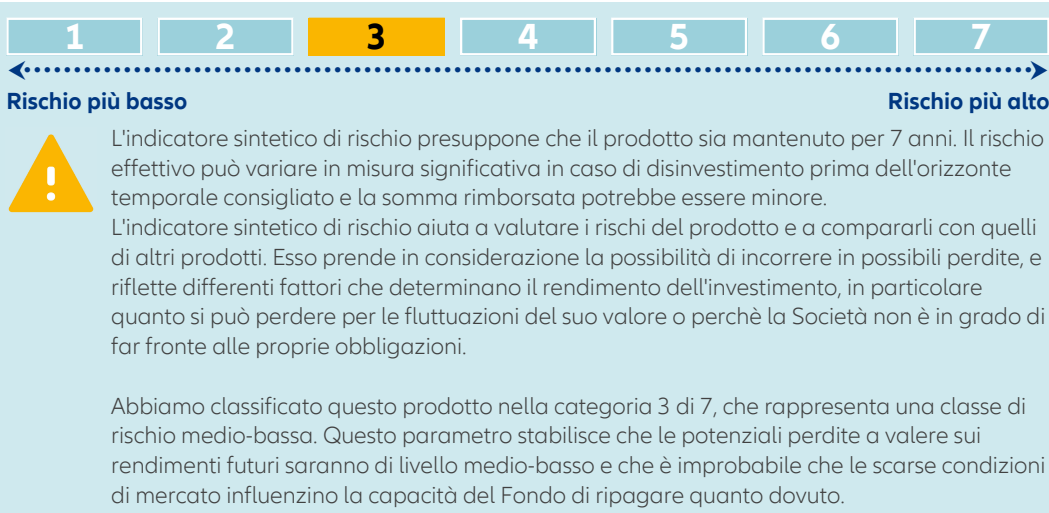 1 2 3 4 5 6 7
Rischio più basso Rischio più alto
L'indicatore sintetico di rischio presuppone che il prodotto sia mantenuto per 7 anni. Il rischio
effettivo può variare in misura significativa in caso di disinvestimento prima dell'orizzonte
temporale consigliato e la somma rimborsata potrebbe essere minore.
L'indicatore sintetico di rischio aiuta a valutare i rischi del prodotto e a compararli con quelli
di altri prodotti. Esso prende in considerazione la possibilità di incorrere in possibili perdite, e
riflette differenti fattori che determinano il rendimento dell'investimento, in particolare
quanto si può perdere per le fluttuazioni del suo valore o perchè la Società non è in grado di
far fronte alle proprie obbligazioni.
Abbiamo classificato questo prodotto nella categoria 3 di 7, che rappresenta una classe di
rischio medio-bassa. Questo parametro stabilisce che le potenziali perdite a valere sui
rendimenti futuri saranno di livello medio-basso e che è improbabile che le scarse condizioni
di mercato influenzino la capacità del Fondo di ripagare quanto dovuto.